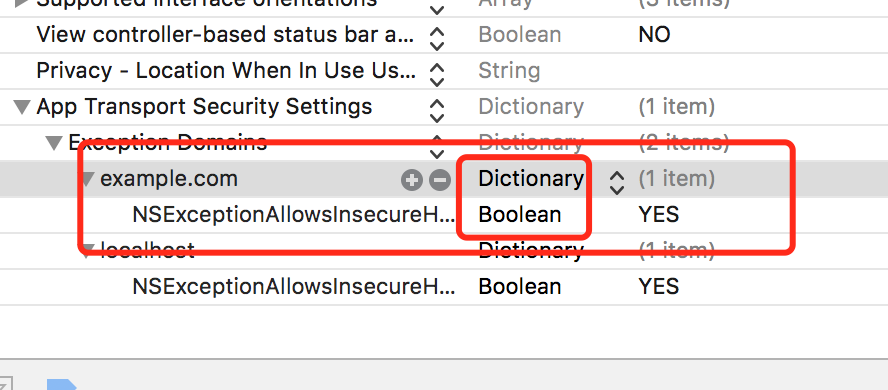 Supported interface orientations Array (3 items)
View controller-based status bar a... Boolean NO
Privacy - Location When In Use Us... String
App Transport Security Settings Dictionary (1 item)
Exception Domains Dictionary (2 items)
example.com Dictionary (1 item)
NSExceptionAllowsInsecureH... Boolean YES
localhost Dictionary (1 item)
NSExceptionAllowsInsecureH... Boolean YES